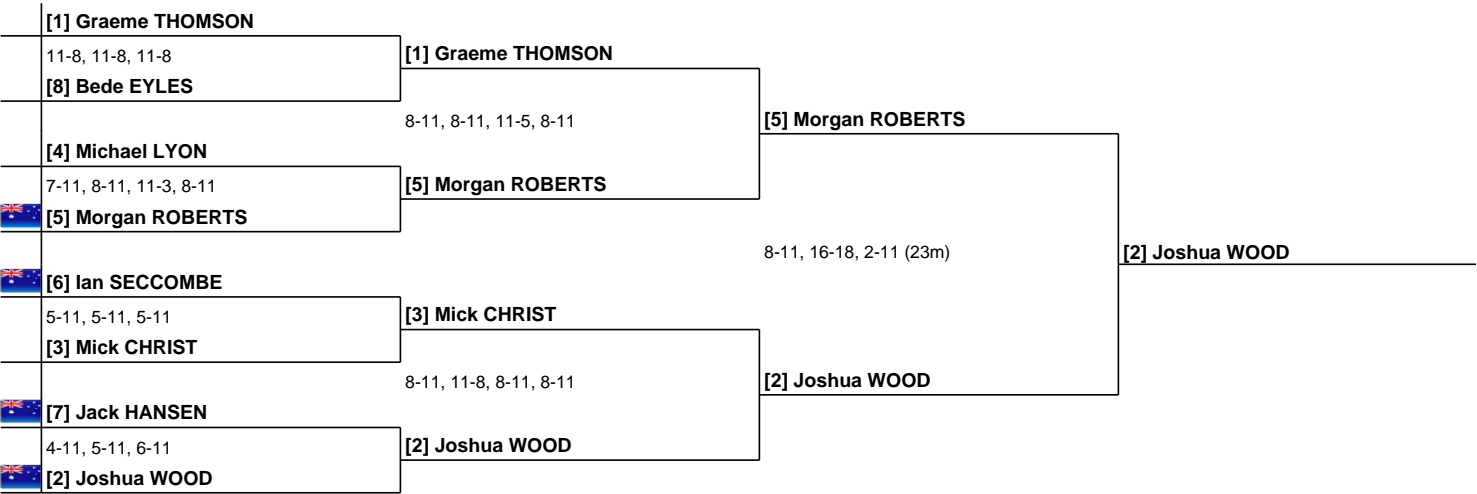 [1] Graeme THOMSON
11-8, 11-8, 11-8
[8] Bede EYLES
[4] Michael LYON
7-11, 8-11, 11-3, 8-11
[5] Morgan ROBERTS
[6] Ian SECCOMBE
5-11, 5-11, 5-11
[3] Mick CHRIST
[7] Jack HANSEN
4-11, 5-11, 6-11
[2] Joshua WOOD
[1] Graeme THOMSON
8-11, 8-11, 11-5, 8-11
[5] Morgan ROBERTS
[3] Mick CHRIST
8-11, 11-8, 8-11, 8-11
[2] Joshua WOOD
[5] Morgan ROBERTS
8-11, 16-18, 2-11 (23m)
[2] Joshua WOOD
[2] Joshua WOOD